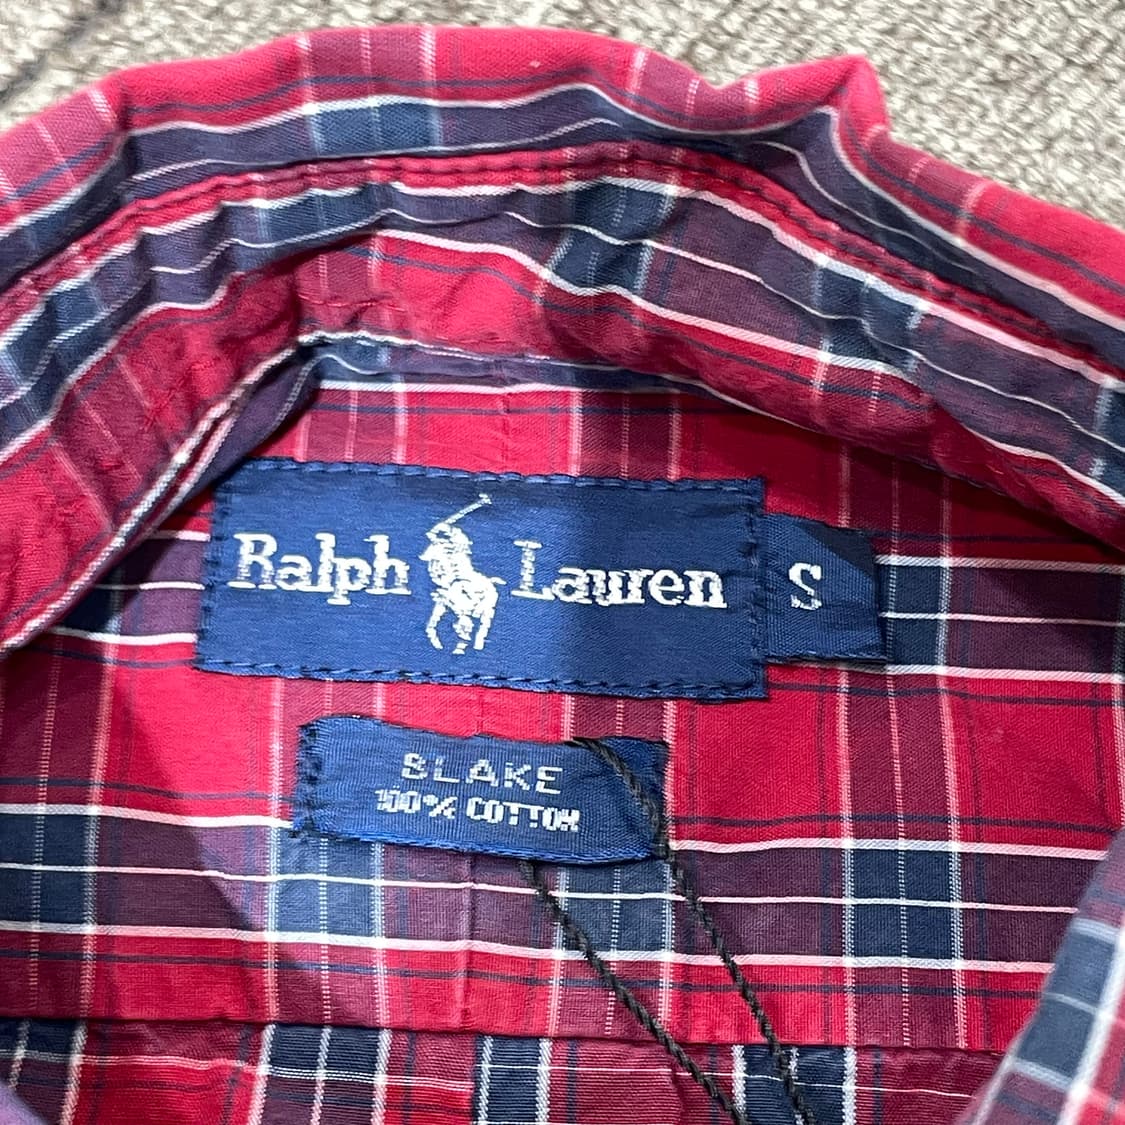 Ralph Lauren
S
BLAKE
100% COTTON